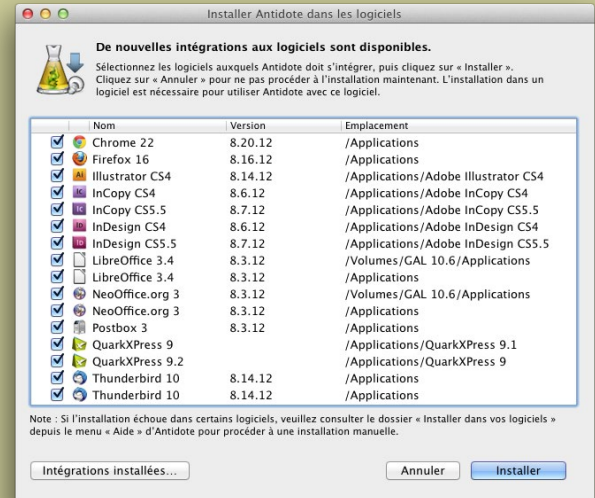 Installer Antidote dans les logiciels
De nouvelles intégrations aux logiciels sont disponibles.
Sélectionnez les logiciels auxquels Antidote doit s'intégrer, puis cliquez sur « Installer ».
Cliquez sur « Annuler » pour ne pas procéder à l'installation maintenant. L'installation dans un
logiciel est nécessaire pour utiliser Antidote avec ce logiciel.
Nom Version Emplacement
Chrome 22 8.20.12 /Applications
Firefox 16 8.16.12 /Applications
Ai Illustrator CS4 8.14.12 /Applications/Adobe Illustrator CS4
Ic InCopy CS4 8.6.12 /Applications/Adobe InCopy CS4
Ic InCopy CS5.5 8.7.12 /Applications/Adobe InCopy CS5.5
ID InDesign CS4 8.6.12 /Applications/Adobe InDesign CS4
ID InDesign CS5.5 8.7.12 /Applications/Adobe InDesign CS5.5
LibreOffice 3.4 8.3.12 /Volumes/GAL 10.6/Applications
LibreOffice 3.4 8.3.12 /Applications
NeoOffice.org 3 8.3.12 /Volumes/GAL 10.6/Applications
NeoOffice.org 3 8.3.12 /Applications
Postbox 3 8.3.12 /Applications
QuarkXPress 9 /Applications/QuarkXPress 9.1
QuarkXPress 9.2 /Applications/QuarkXPress 9
Thunderbird 10 8.14.12 /Applications
Thunderbird 10 8.14.12 /Applications
Note : Si l'installation échoue dans certains logiciels, veuillez consulter le dossier « Installer dans vos logiciels »
depuis le menu « Aide » d'Antidote pour procéder à une installation manuelle.
Intégrations installées... Annuler Installer